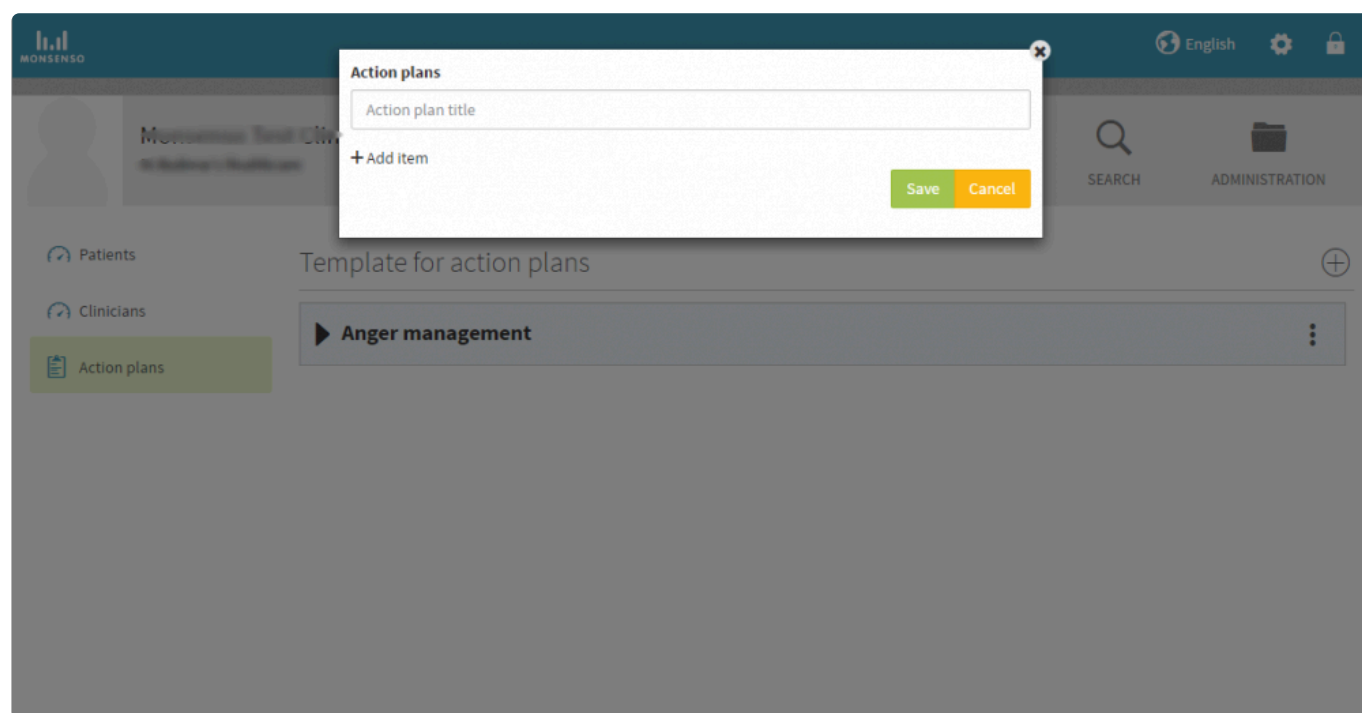 MONSENSO
English
Action plans
Action plan title
Add item
Save Cancel
SEARCH
ADMINISTRATION
Patients
Clinicians
Action plans
Template for action plans
Anger management